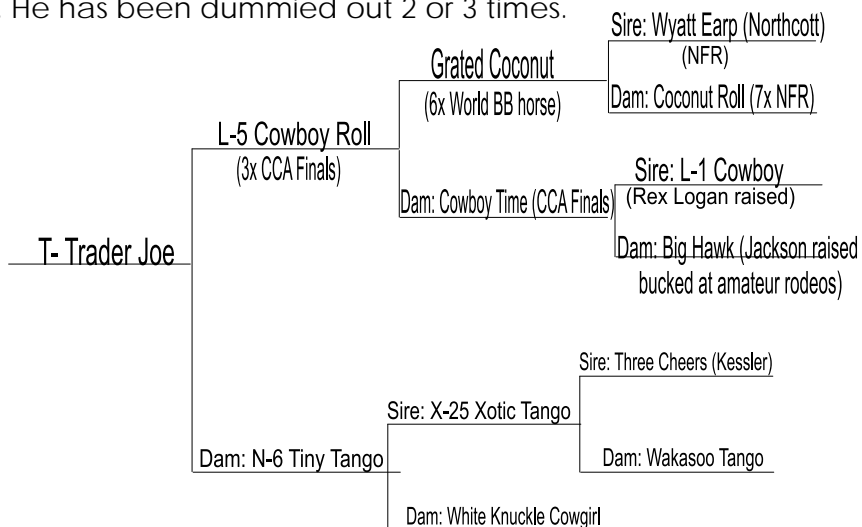 . He has been dummied out 2 or 3 times.
Sire: Wyatt Earp (Northcott)
(NFR)
Grated Coconut
(6x World BB horse)
Dam: Coconut Roll (7x NFR)
L-5 Cowboy Roll
(3x CCA Finals)
Sire: L-1 Cowboy
(Rex Logan raised)
Dam: Cowboy Time (CCA Finals)
Dam: Big Hawk (Jackson raised
bucked at amateur rodeos)
T- Trader Joe
Sire: Three Cheers (Kessler)
Sire: X-25 Xotic Tango
Dam: Wakasoo Tango
Dam: N-6 Tiny Tango
Dam: White Knuckle Cowgirl